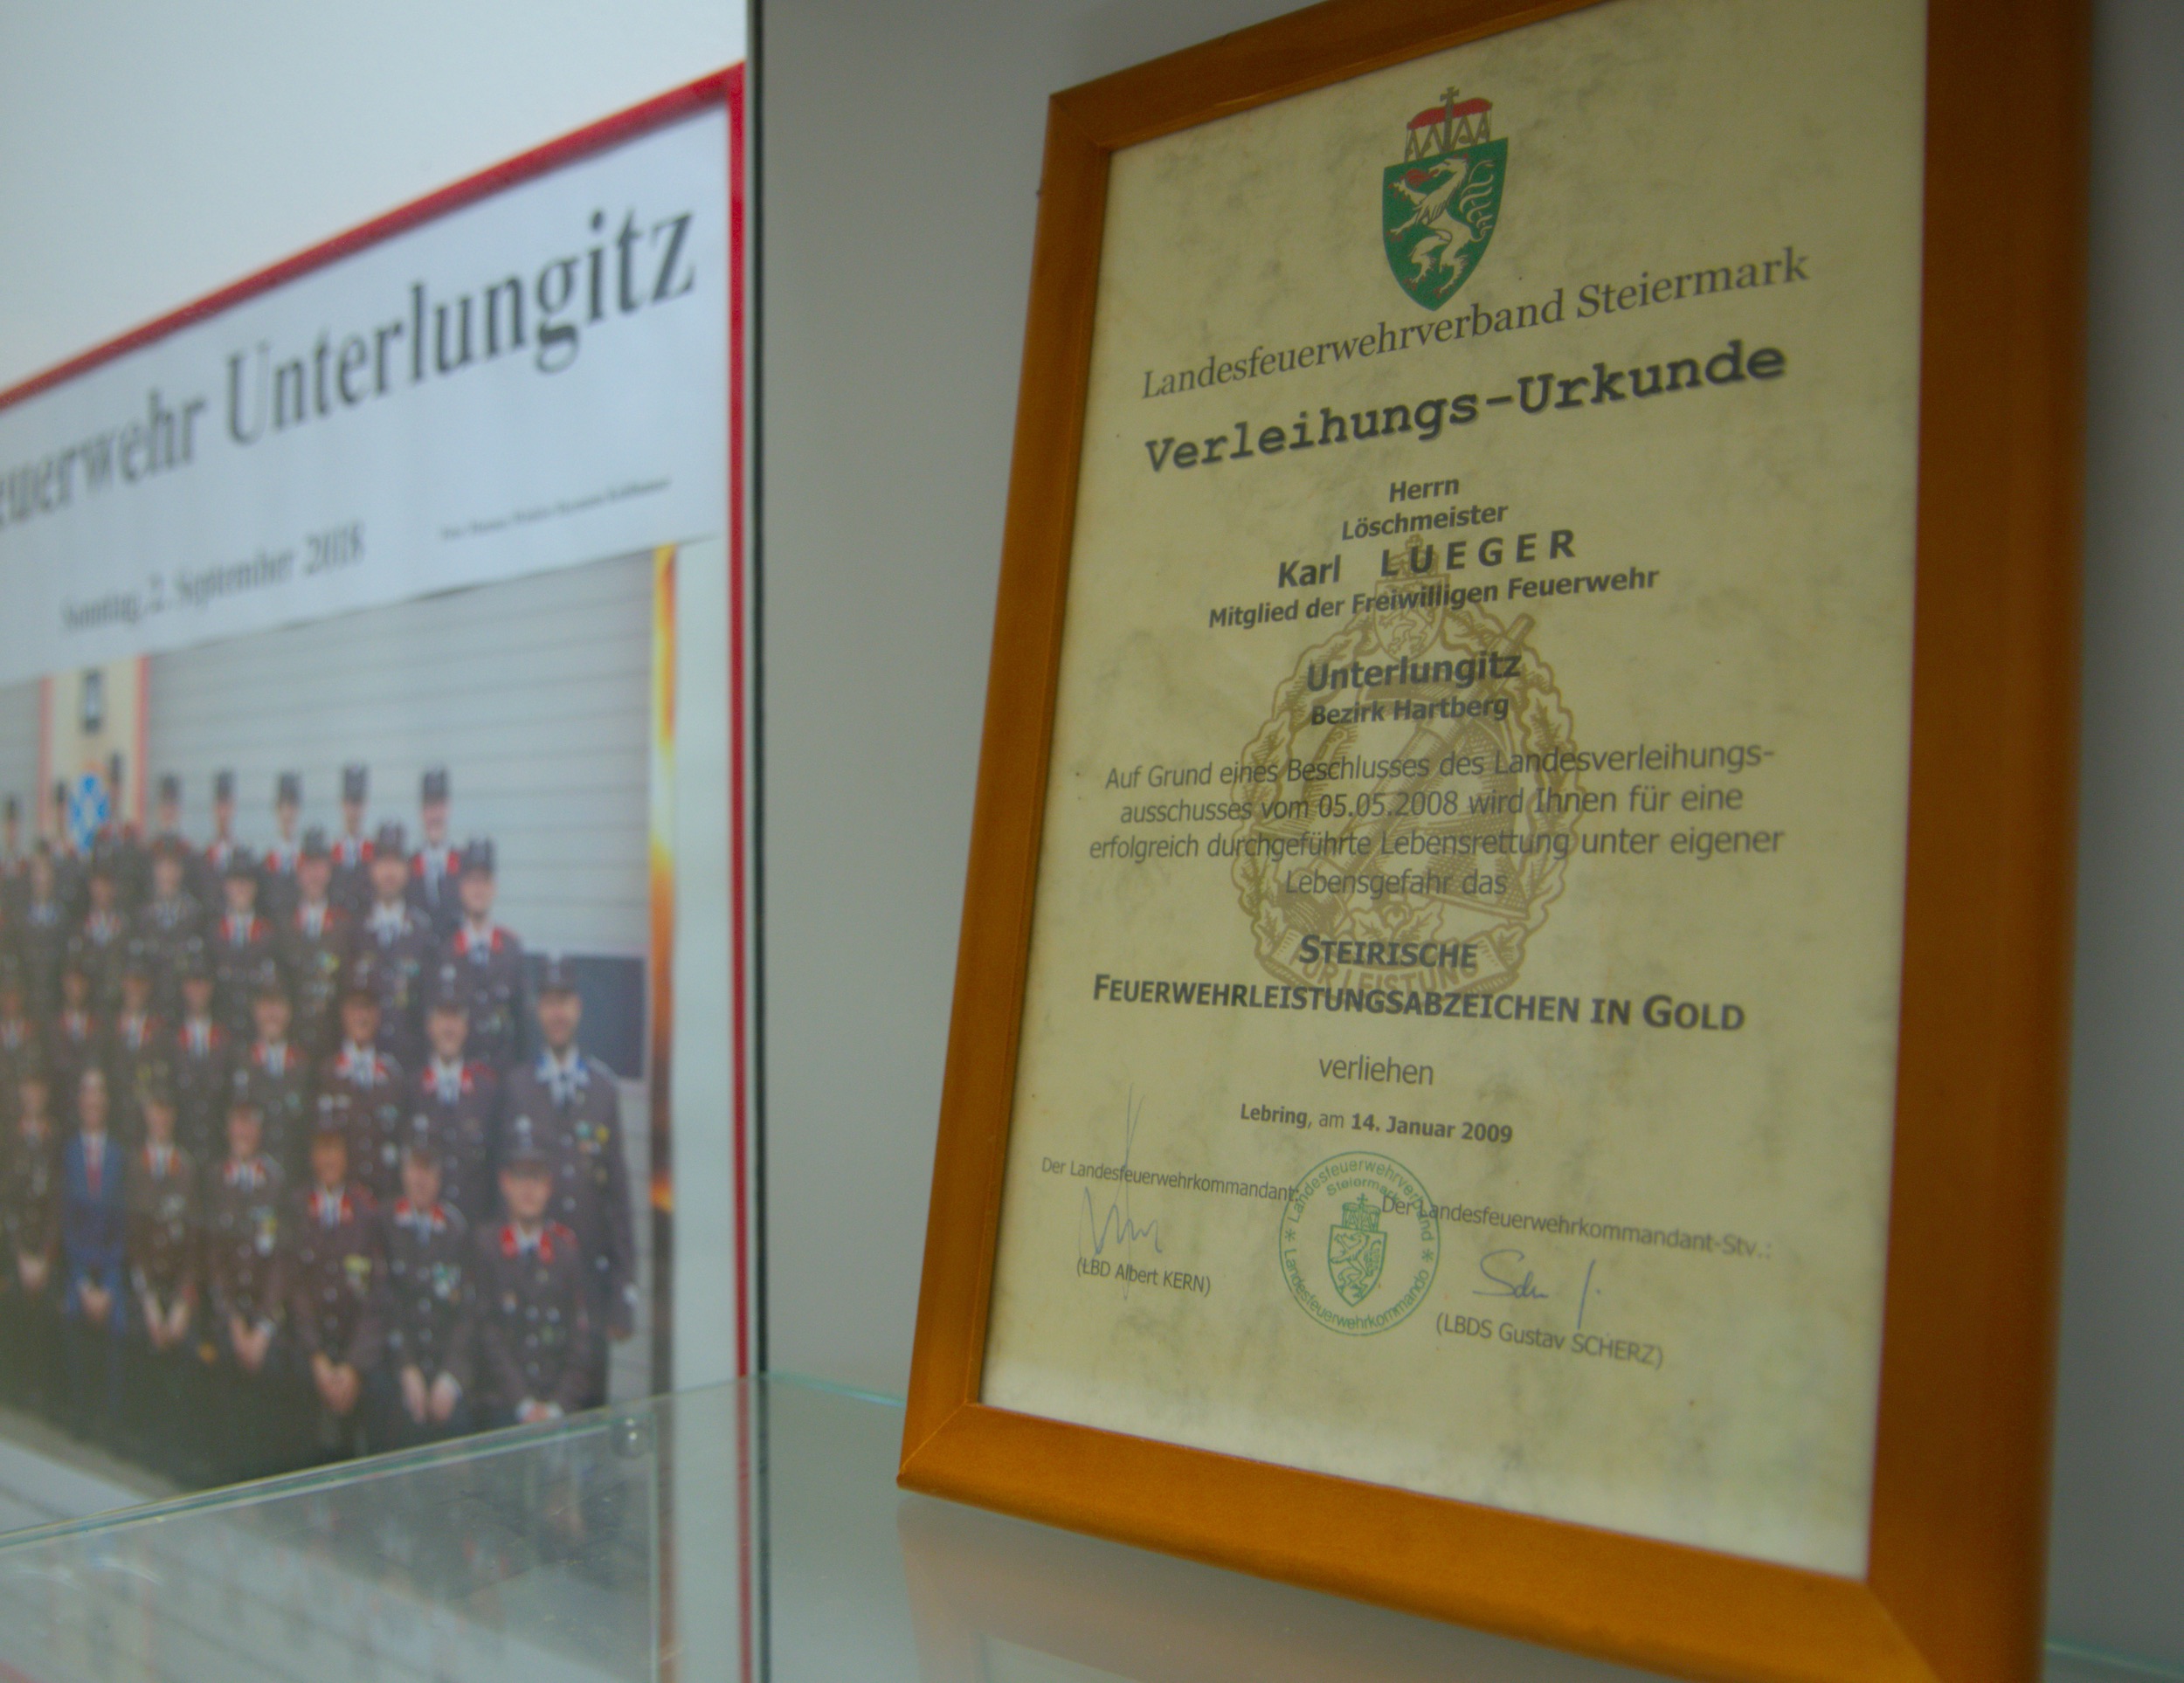 euerwehr Unterlungitz
Sonntag, 2. September 2018
Landesfeuerwehrverband Steiermark
Verleihungs-Urkunde
Herrn
Löschmeister
Karl LUEGER
Mitglied der Freiwilligen Feuerwehr
Unterlungitz
Bezirk Hartberg
Auf Grund eines Beschlusses des Landesverleihungs-
ausschusses vom 05.05.2008 wird Ihnen für eine
erfolgreich durchgeführte Lebensrettung unter eigener
Lebensgefahr das
STEIRISCHE
FÜR LEISTUNG
FEUERWEHRLEISTUNGSABZEICHEN IN GOLD
verliehen
Lebring, am 14. Januar 2009
Der Landesfeuerwehrkommandant:
Der Landesfeuerwehrkommandant-Stv.:
(LBD Albert KERN)
(LBDS Gustav SCHERZ)
* Landesfeuerwehrverband * Landesfeuerwehrkommando
Steiermark